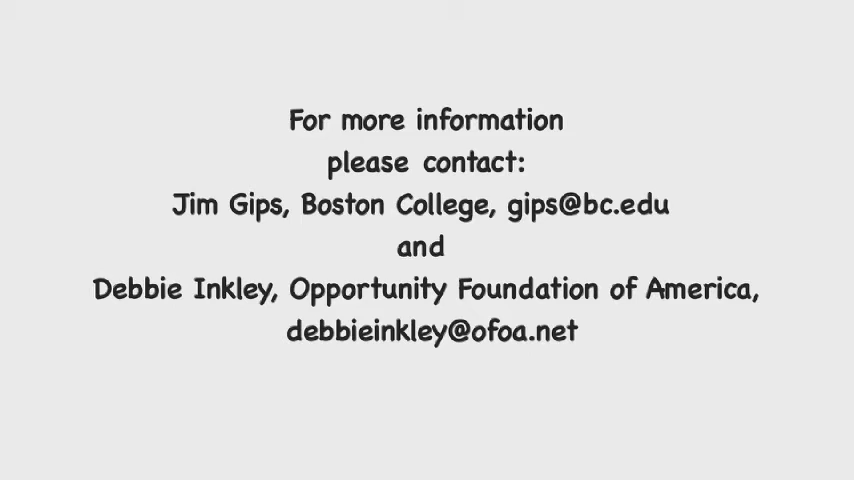 For more information
please contact:
Jim Gips, Boston College, gips@bc.edu
and
Debbie Inkley, Opportunity Foundation of America,
debbieinkley@ofoa.net